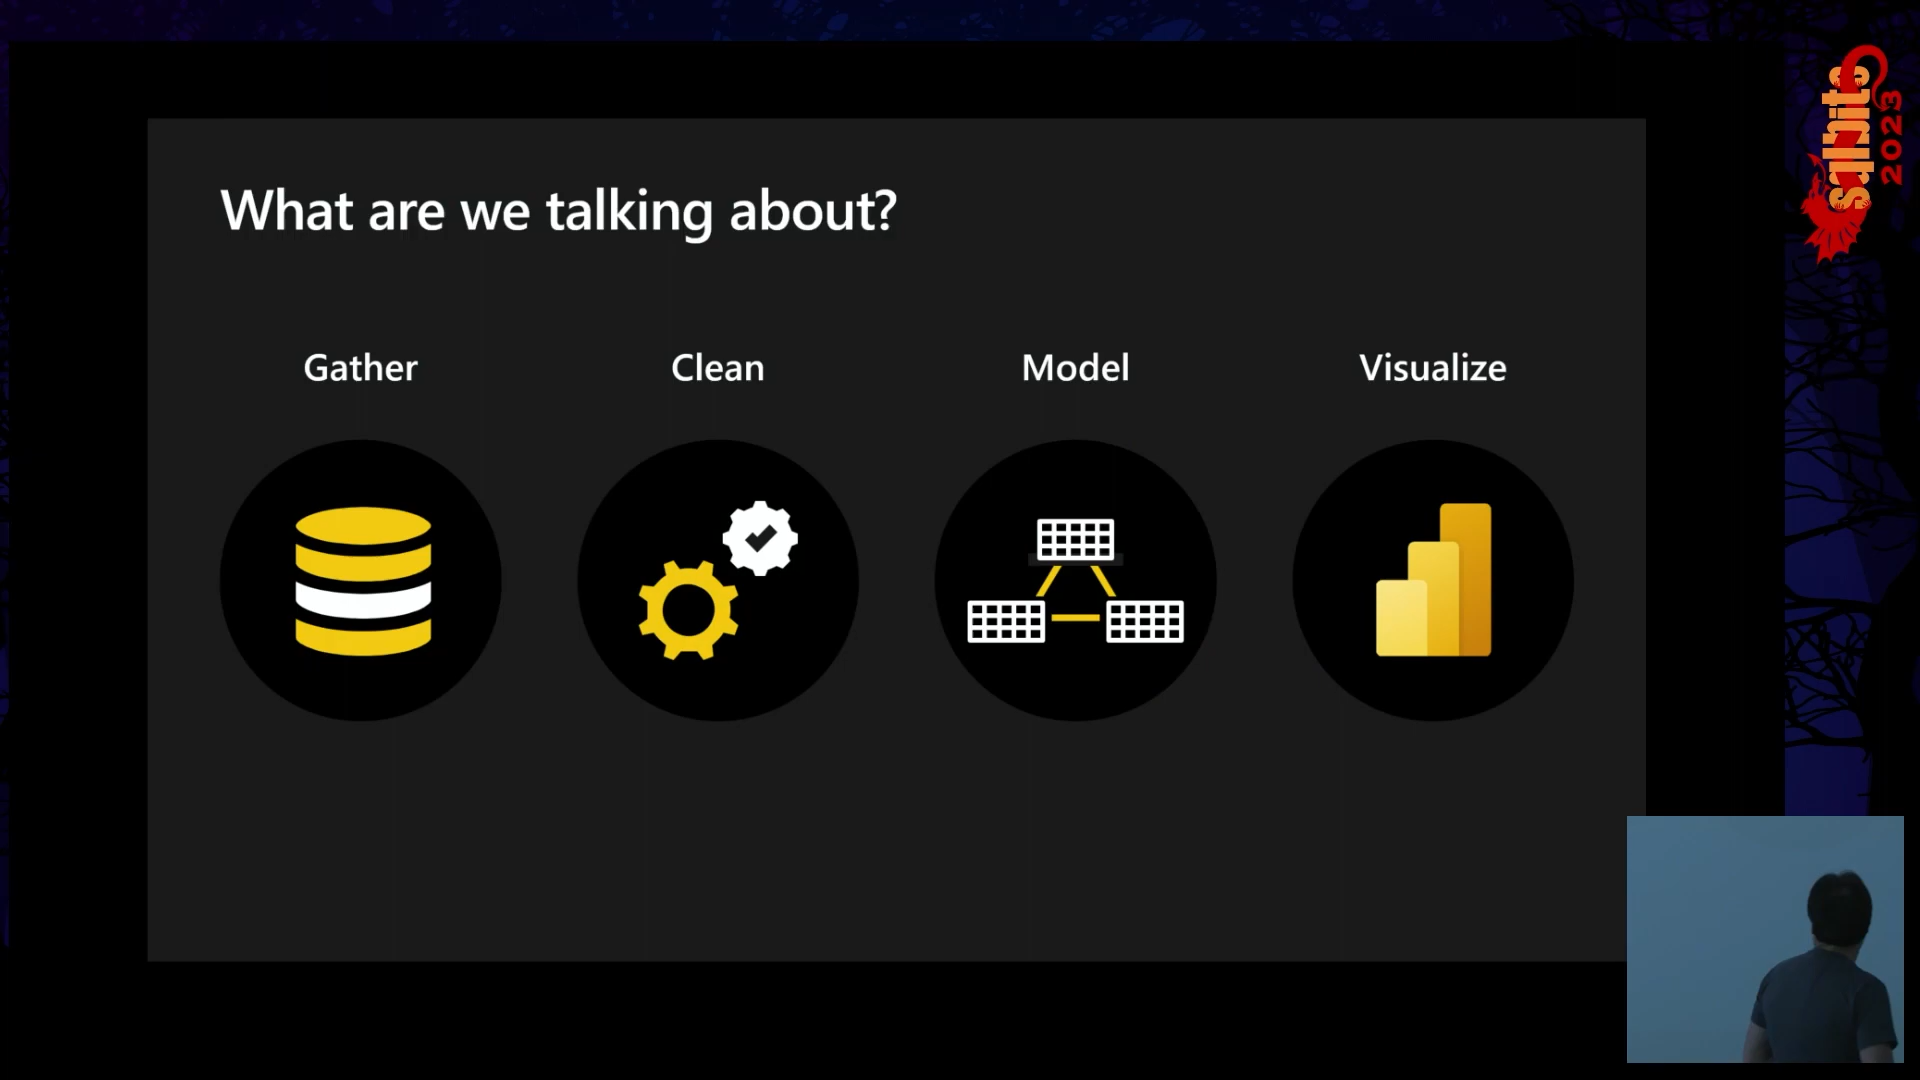 What are we talking about?
Gather
Clean
Model
Visualize
sqlbits
2023